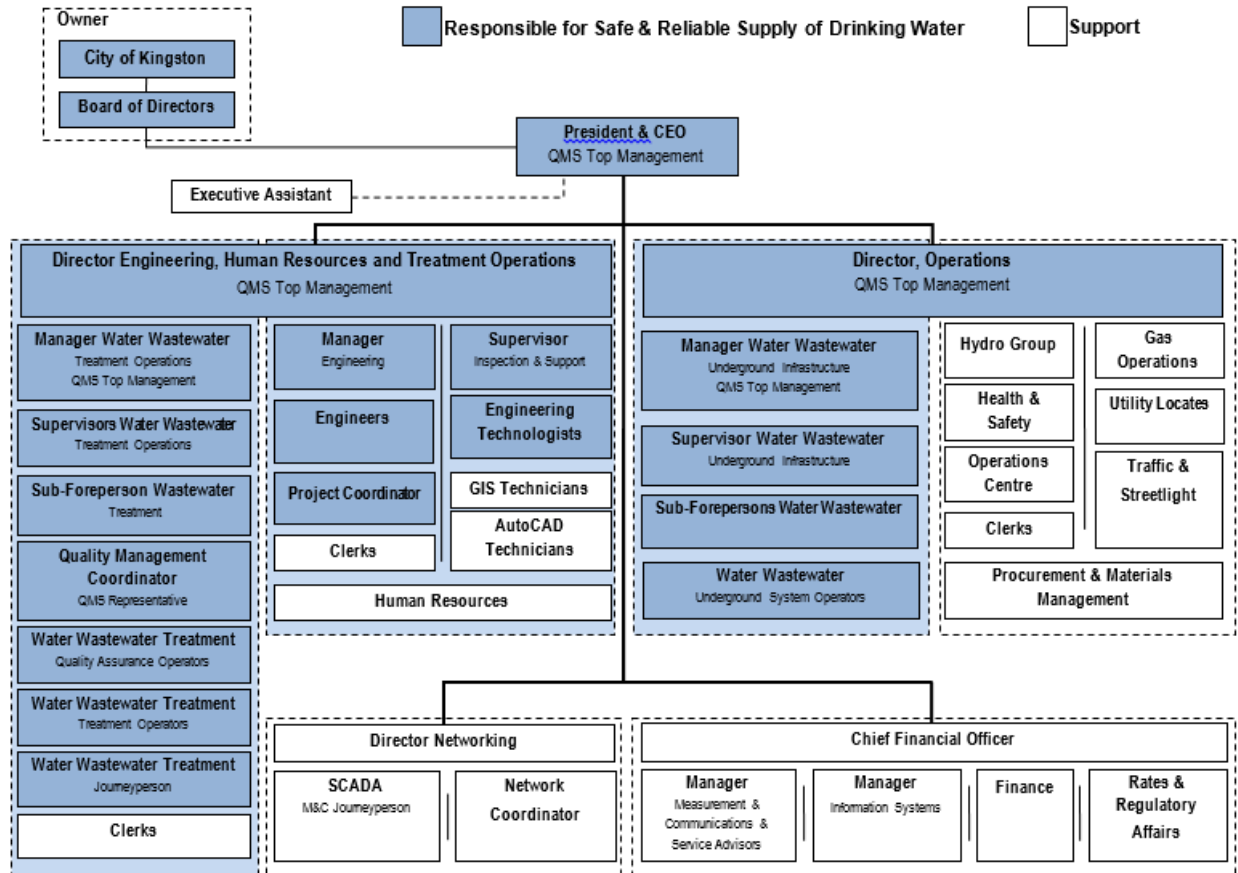 Owner
City of Kingston
Board of Directors
Responsible for Safe & Reliable Supply of Drinking Water
Support
President & CEO
QMS Top Management
Executive Assistant
Director Engineering, Human Resources and Treatment Operations
QMS Top Management
Manager Water Wastewater
Treatment Operations
QMS Top Management
Supervisors Water Wastewater
Treatment Operations
Sub-Foreperson Wastewater
Treatment
Quality Management
Coordinator
QMS Representative
Water Wastewater Treatment
Quality Assurance Operators
Water Wastewater Treatment
Treatment Operators
Water Wastewater Treatment
Journeyperson
Clerks
Manager
Engineering
Engineers
Project Coordinator
Clerks
Supervisor
Inspection & Support
Engineering
Technologists
GIS Technicians
AutoCAD
Technicians
Human Resources
Director, Operations
QMS Top Management
Manager Water Wastewater
Underground Infrastructure
QMS Top Management
Supervisor Water Wastewater
Underground Infrastructure
Sub-Forepersons Water Wastewater
Water Wastewater
Underground System Operators
Hydro Group
Health &
Safety
Operations
Centre
Clerks
Gas
Operations
Utility Locates
Traffic &
Streetlight
Procurement & Materials
Management
Director Networking
SCADA
M&C Journeyperson
Network
Coordinator
Chief Financial Officer
Manager
Measurement &
Communications &
Service Advisors
Manager
Information Systems
Finance
Rates &
Regulatory
Affairs